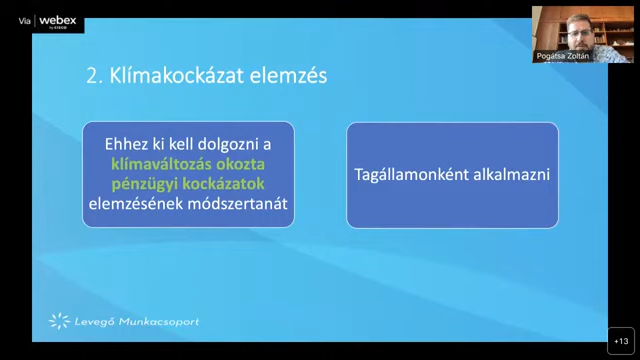 Via webex
by CISCO
Pogátsa Zoltán
2. Klímakockázat elemzés
Ehhez ki kell dolgozni a
klímaváltozás okozta
pénzügyi kockázatok
elemzésének módszertanát
Tagállamonként alkalmazni
Levegő Munkacsoport
+13